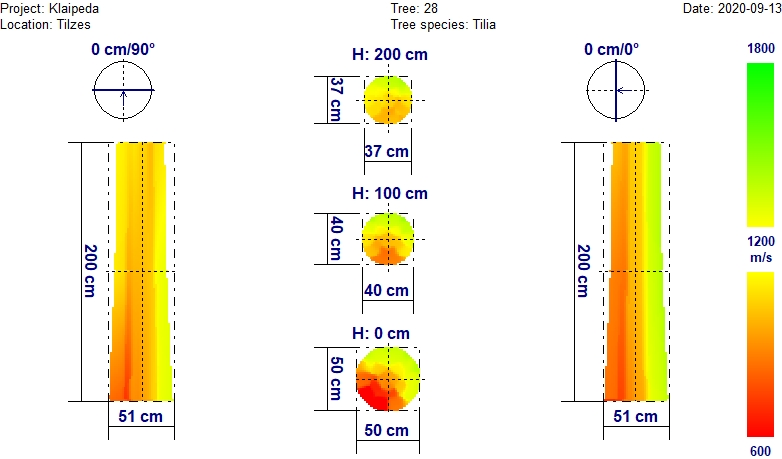 Project: Klaipeda
Tree: 28
Date: 2020-09-13
Location: Tilzes
Tree species: Tilia
0 cm/90°
H: 200 cm
0 cm/0°
1800
37 cm
37 cm
H: 100 cm
40 cm
40 cm
200 cm
200 cm
1200
m/s
H: 0 cm
50 cm
50 cm
51 cm
51 cm
600